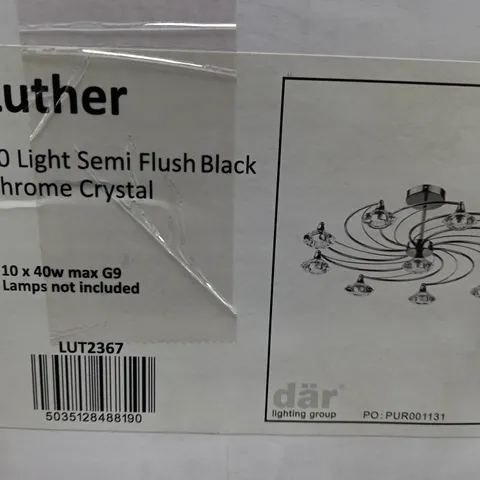 Luther
0 Light Semi Flush Black
hrome Crystal
10 x 40w max G9
Lamps not included
LUT2367
5035128488190
där
lighting group
PO: PUR001131